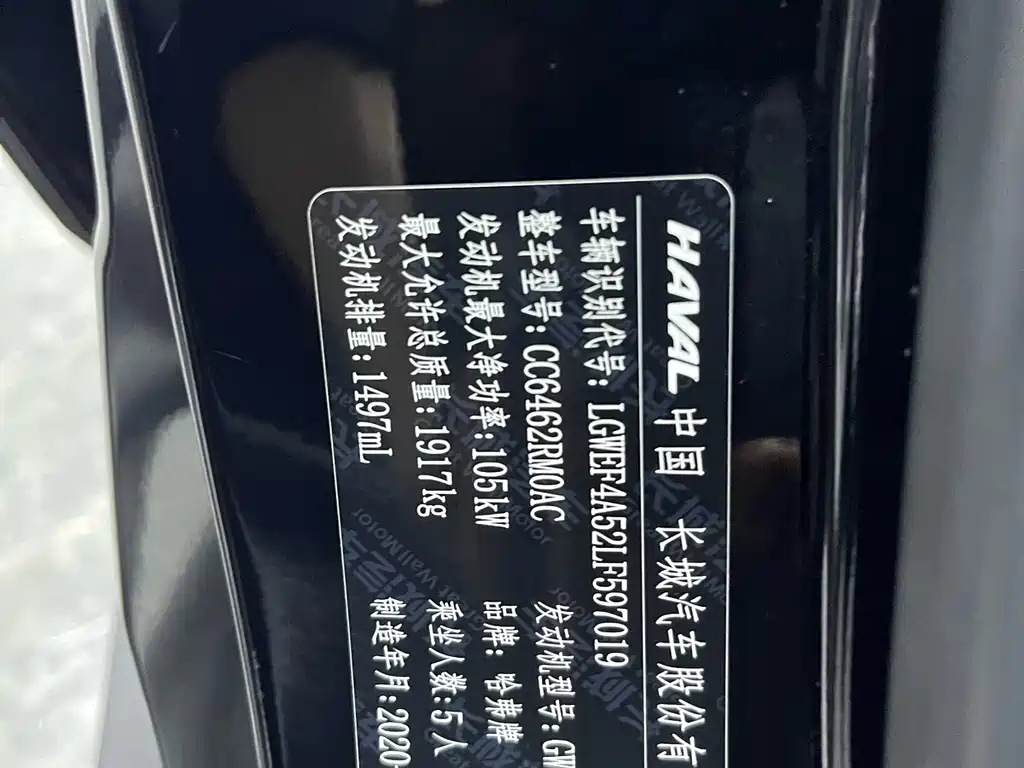 HAVAL 中国 长城汽车股份有
车辆识别代号:LGWEF4A52LF597019
整车型号:CC6462RM0AC 发动机型号:GW
发动机最大净功率:105kW 品牌:哈弗牌
最大允许总质量:1917kg 乘坐人数:5人
发动机排量:1497mL 制造年月:2020